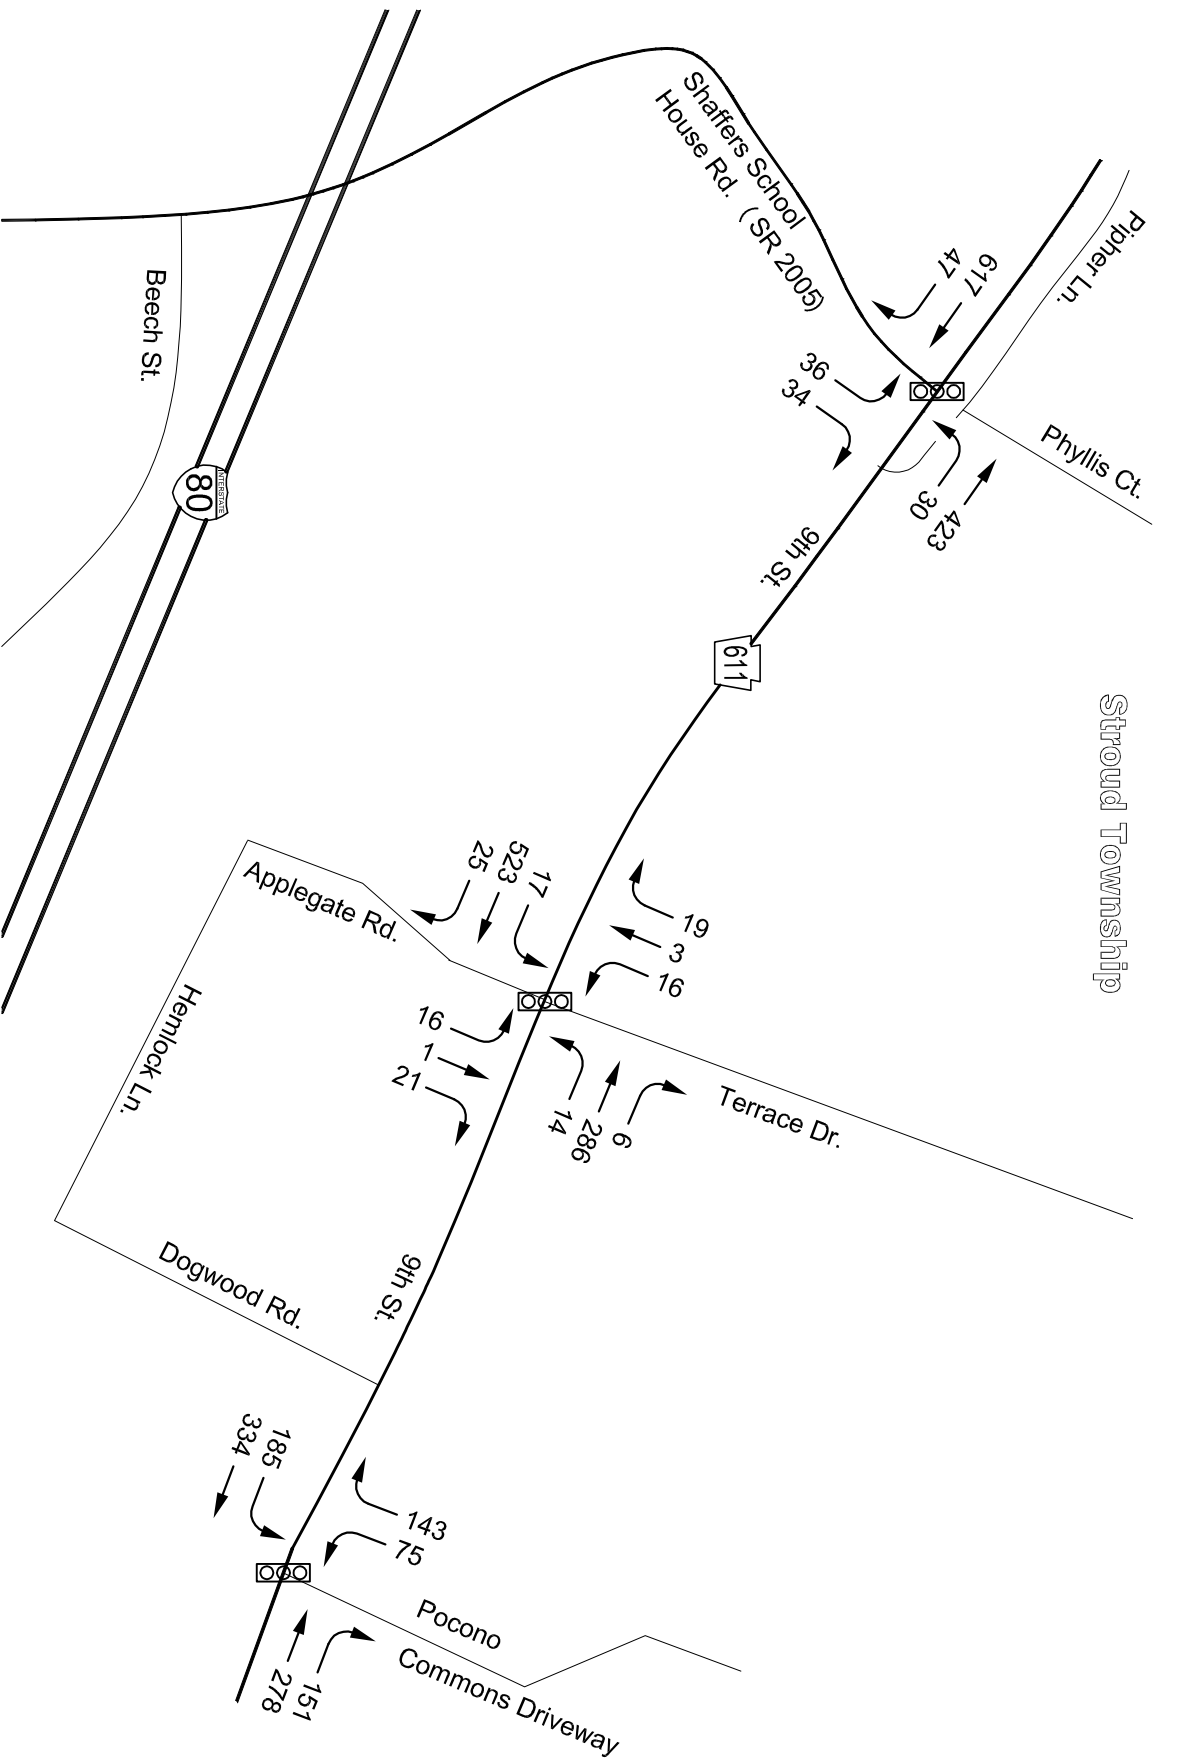 Shaffers School
House Rd. (SR 2005)
Pipher Ln.
617
47
36
34
Phyllis Ct.
30
423
Beech St.
INTERSTATE
80
9th St.
611
Stroud Township
17
523
25
19
3
16
Applegate Rd.
16
1
21
14
286
6
Terrace Dr.
Hemlock Ln.
Dogwood Rd.
9th St.
185
334
143
75
151
278
Pocono
Commons Driveway